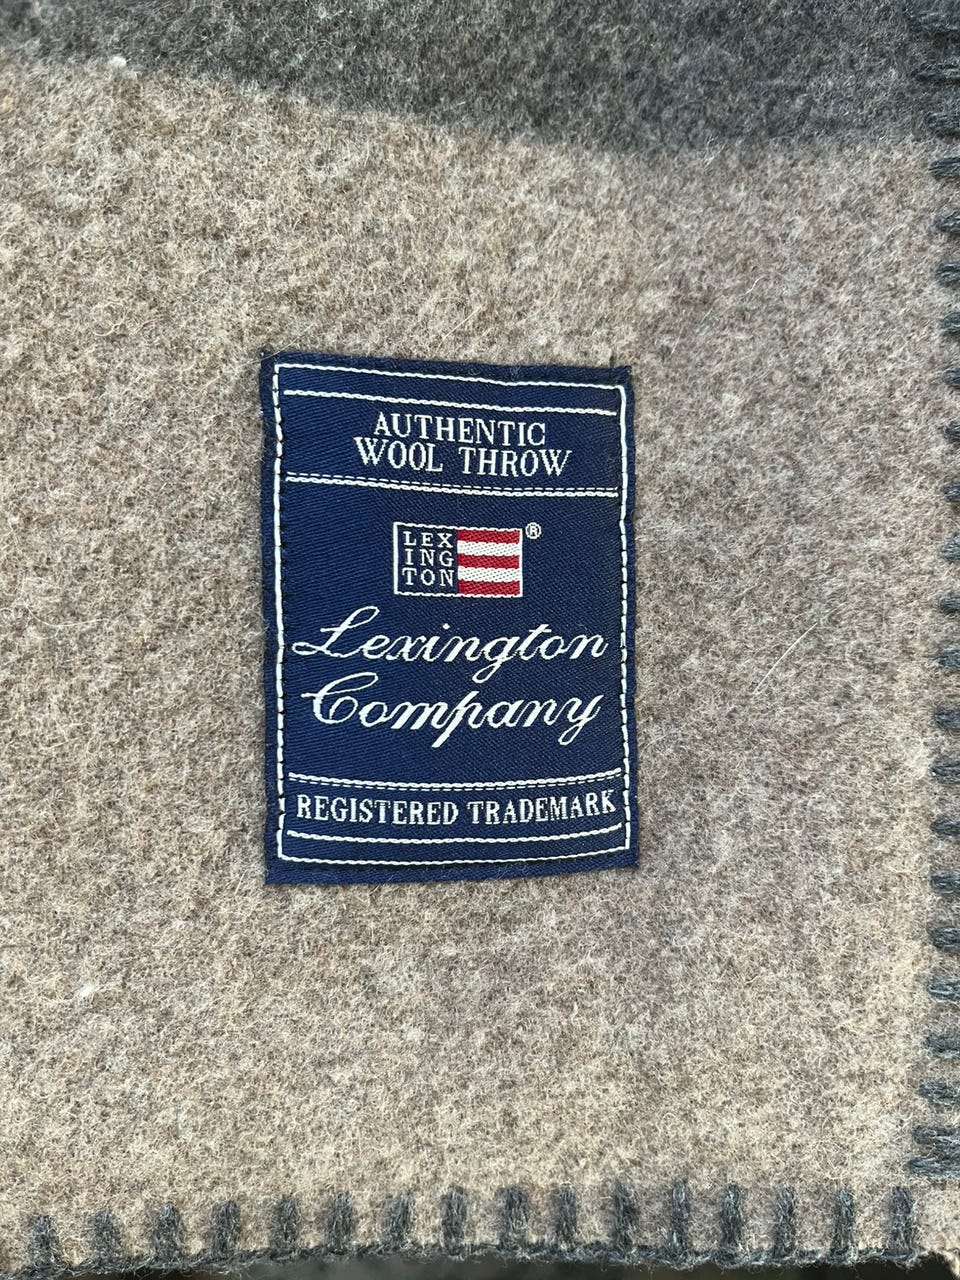 AUTHENTIC
WOOL THROW
LEX
ING
TON
®
Lexington
Company
REGISTERED TRADEMARK